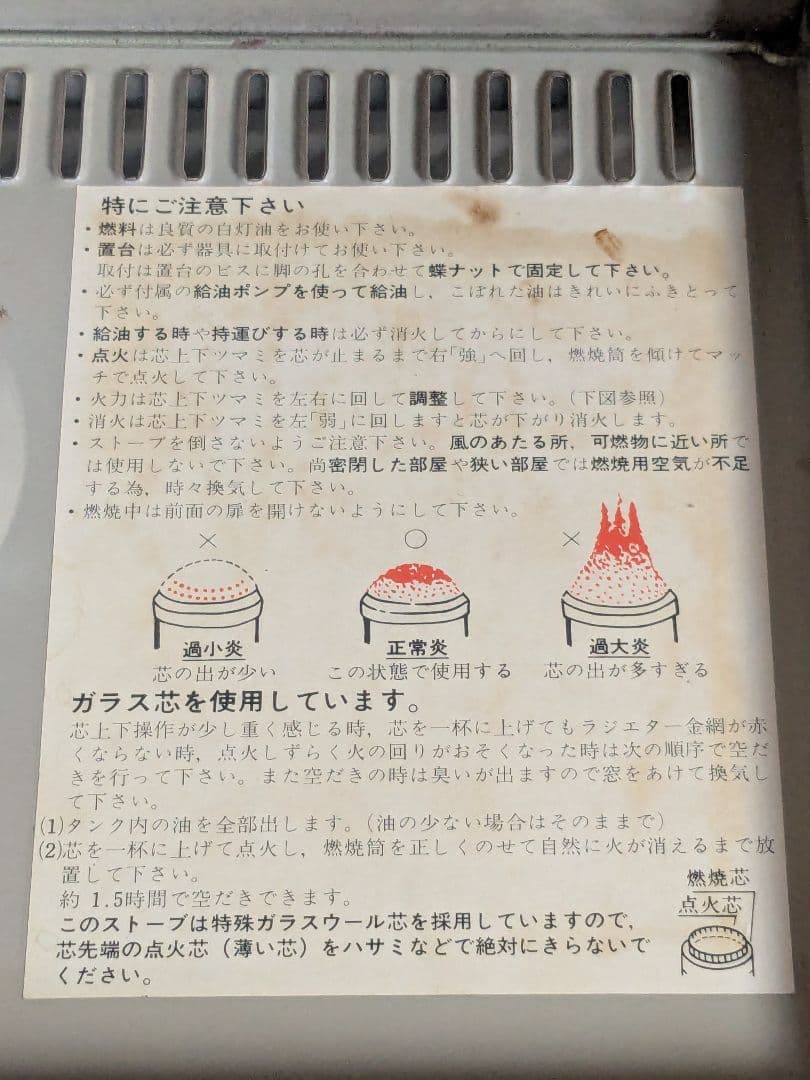 特にご注意下さい
・燃料は良質の白灯油をお使い下さい。
・置台は必ず器具に取付けてお使い下さい。
取付は置台のビスに脚の孔を合わせて蝶ナットで固定して下さい。
・必ず付属の給油ポンプを使って給油し、こぼれた油はきれいにふきとって
下さい。
・給油する時や持運びする時は必ず消火してからにして下さい。
・点火は芯上下ツマミを芯が止まるまで右「強」へ回し、燃焼筒を傾けてマッ
チで点火して下さい。
・火力は芯上下ツマミを左右に回して調整して下さい。(下図参照)
・消火は芯上下ツマミを左「弱」に回しますと芯が下がり消火します。
・ストーブを倒さないようご注意下さい。風のあたる所、可燃物に近い所で
は使用しないで下さい。尚密閉した部屋や狭い部屋では燃焼用空気が不足
する為、時々換気して下さい。
・燃焼中は前面の扉を開けないようにして下さい。
× ○ ×
過小炎 正常炎 過大炎
芯の出が少い この状態で使用する 芯の出が多すぎる
ガラス芯を使用しています。
芯上下操作が少し重く感じる時、芯を一杯に上げてもラジエター金網が赤
くならない時、点火しずらく火の回りがおそくなった時は次の順序で空だ
きを行って下さい。また空だきの時は臭いが出ますので窓をあけて換気し
て下さい。
(1)タンク内の油を全部出します。(油の少ない場合はそのままで)
(2)芯を一杯に上げて点火し、燃焼筒を正しくのせて自然に火が消えるまで放
置して下さい。
約 1.5時間で空だきできます。
このストーブは特殊ガラスウール芯を採用していますので、
芯先端の点火芯(薄い芯)をハサミなどで絶対にきらないで
ください。
燃焼芯
点火芯